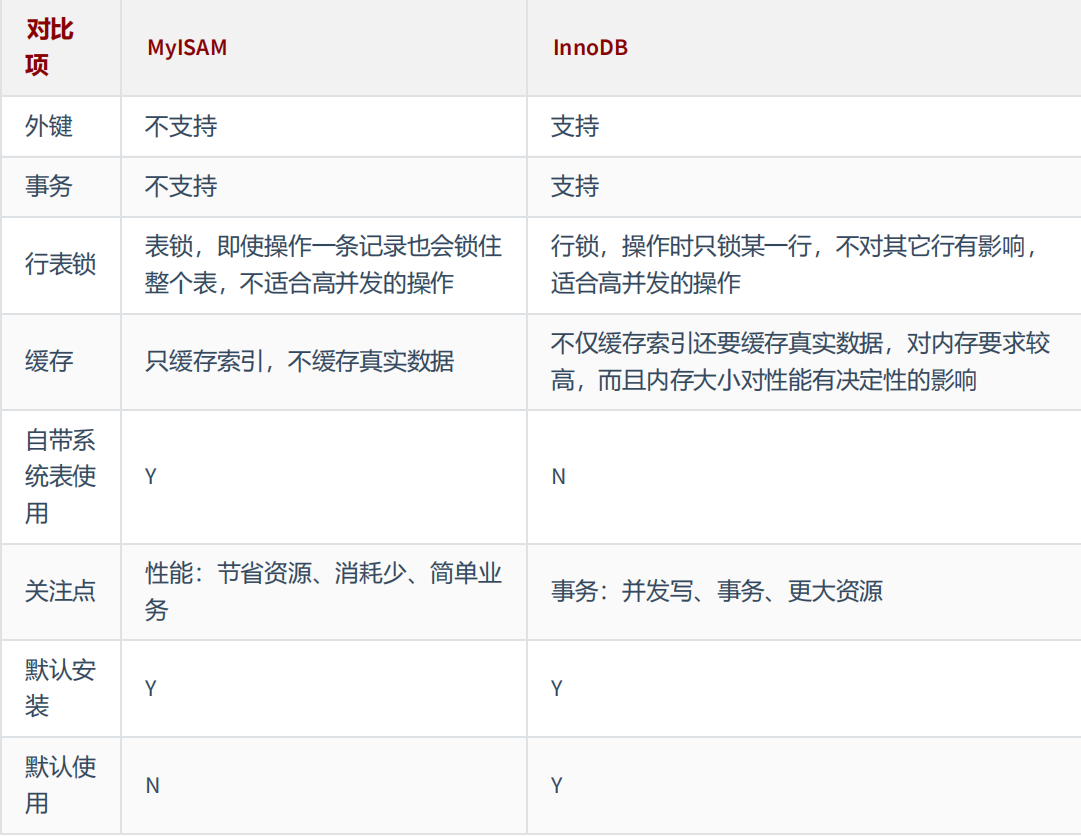 对比项
MyISAM
InnoDB
外键
不支持
支持
事务
不支持
支持
行表锁
表锁，即使操作一条记录也会锁住
整个表，不适合高并发的操作
行锁，操作时只锁某一行，不对其它行有影响，
适合高并发的操作
缓存
只缓存索引，不缓存真实数据
不仅缓存索引还要缓存真实数据，对内存要求较
高，而且内存大小对性能有决定性的影响
自带系
统表使
用
Y
N
关注点
性能：节省资源、消耗少、简单业
务
事务：并发写、事务、更大资源
默认安
装
Y
Y
默认使
用
N
Y